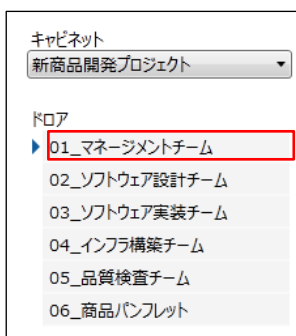 キャビネット
新商品開発プロジェクト
ドロア
01_マネージメントチーム
02_ソフトウェア設計チーム
03_ソフトウェア実装チーム
04_インフラ構築チーム
05_品質検査チーム
06_商品パンフレット